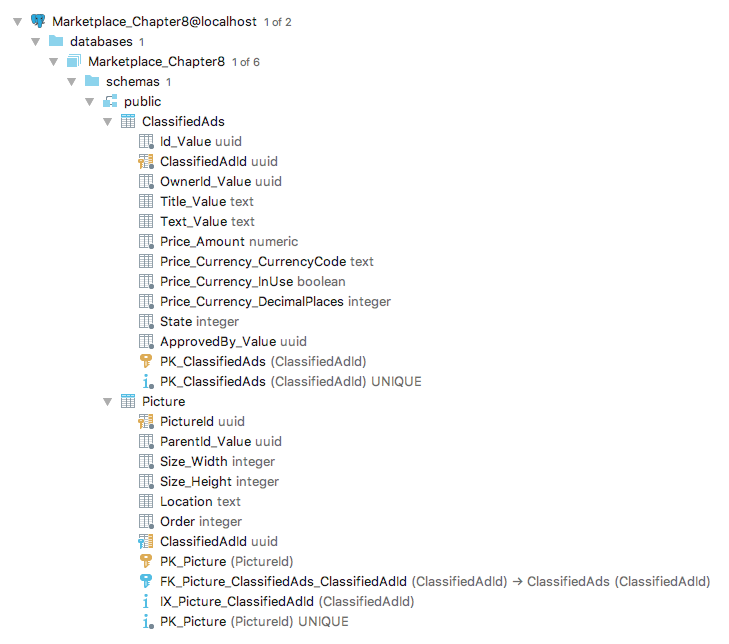 Marketplace_Chapter8@localhost 1 of 2
databases 1
Marketplace_Chapter8 1 of 6
schemas 1
public
ClassifiedAds
Id_Value uuid
ClassifiedAdId uuid
OwnerId_Value uuid
Title_Value text
Text_Value text
Price_Amount numeric
Price_Currency_CurrencyCode text
Price_Currency_InUse boolean
Price_Currency_DecimalPlaces integer
State integer
ApprovedBy_Value uuid
PK_ClassifiedAds (ClassifiedAdId)
PK_ClassifiedAds (ClassifiedAdId) UNIQUE
Picture
PictureId uuid
ParentId_Value uuid
Size_Width integer
Size_Height integer
Location text
Order integer
ClassifiedAdId uuid
PK_Picture (PictureId)
FK_Picture_ClassifiedAds_ClassifiedAdId (ClassifiedAdId) → ClassifiedAds (ClassifiedAdId)
IX_Picture_ClassifiedAdId (ClassifiedAdId)
PK_Picture (PictureId) UNIQUE